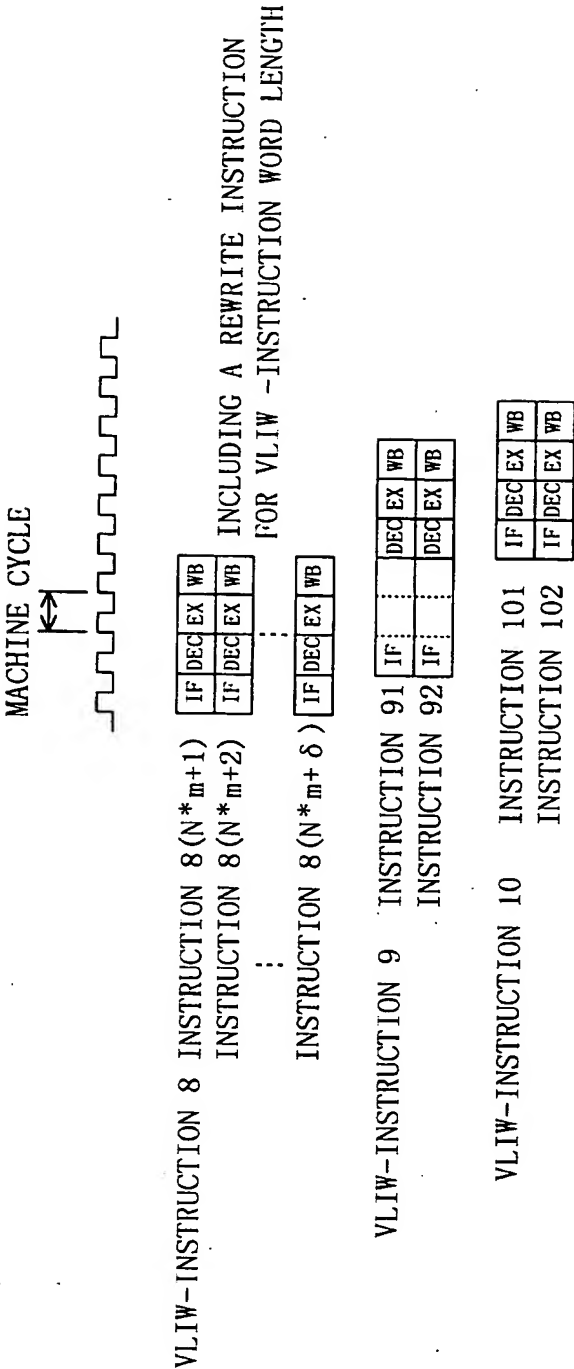 MACHINE CYCLE
VLIW-INSTRUCTION 8 INSTRUCTION 8(N*m+1) IF DEC EX WB
INSTRUCTION 8(N*m+2) IF DEC EX WB
INCLUDING A REWRITE INSTRUCTION
FOR VLIW -INSTRUCTION WORD LENGTH
INSTRUCTION 8(N*m+ δ) IF DEC EX WB
VLIW-INSTRUCTION 9 INSTRUCTION 91 IF DEC EX WB
INSTRUCTION 92 IF DEC EX WB
VLIW-INSTRUCTION 10 INSTRUCTION 101 IF DEC EX WB
INSTRUCTION 102 IF DEC EX WB